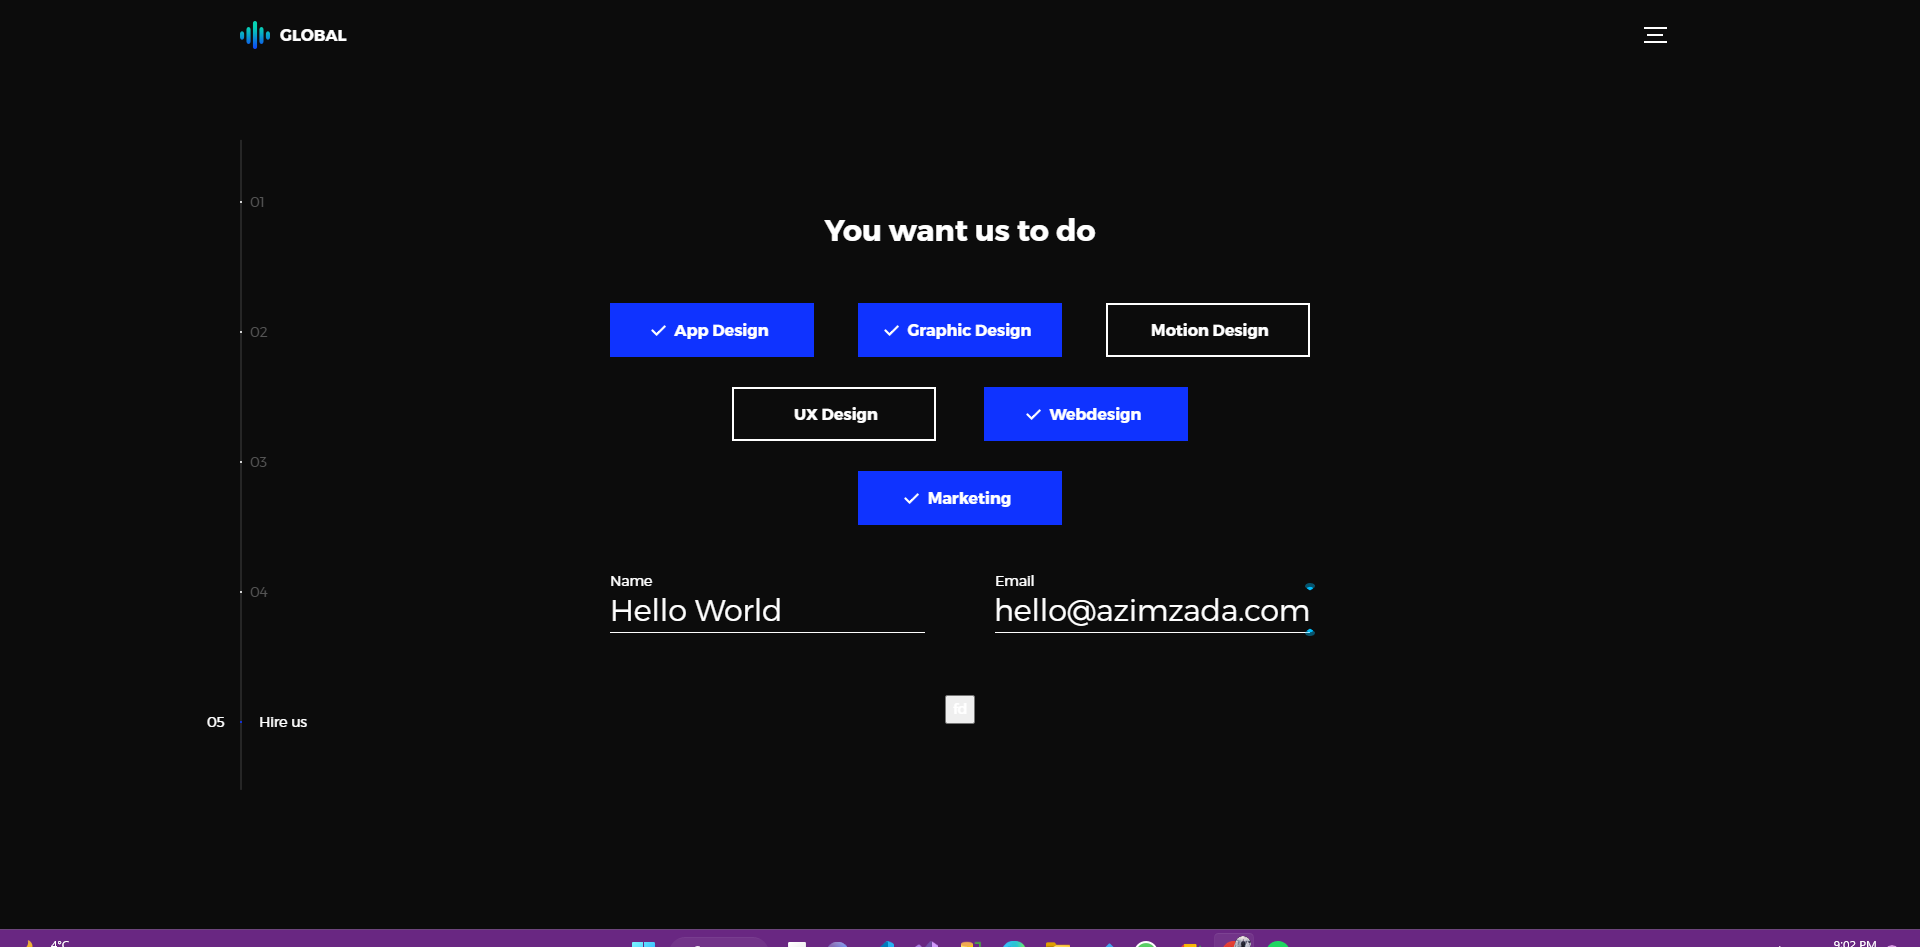 GLOBAL
01
You want us to do
App Design
Graphic Design
Motion Design
02
UX Design
Webdesign
03
Marketing
Name
Email
04
Hello World
hello@azimzada.com
fd
05
Hire us
4°C
9:02 PM